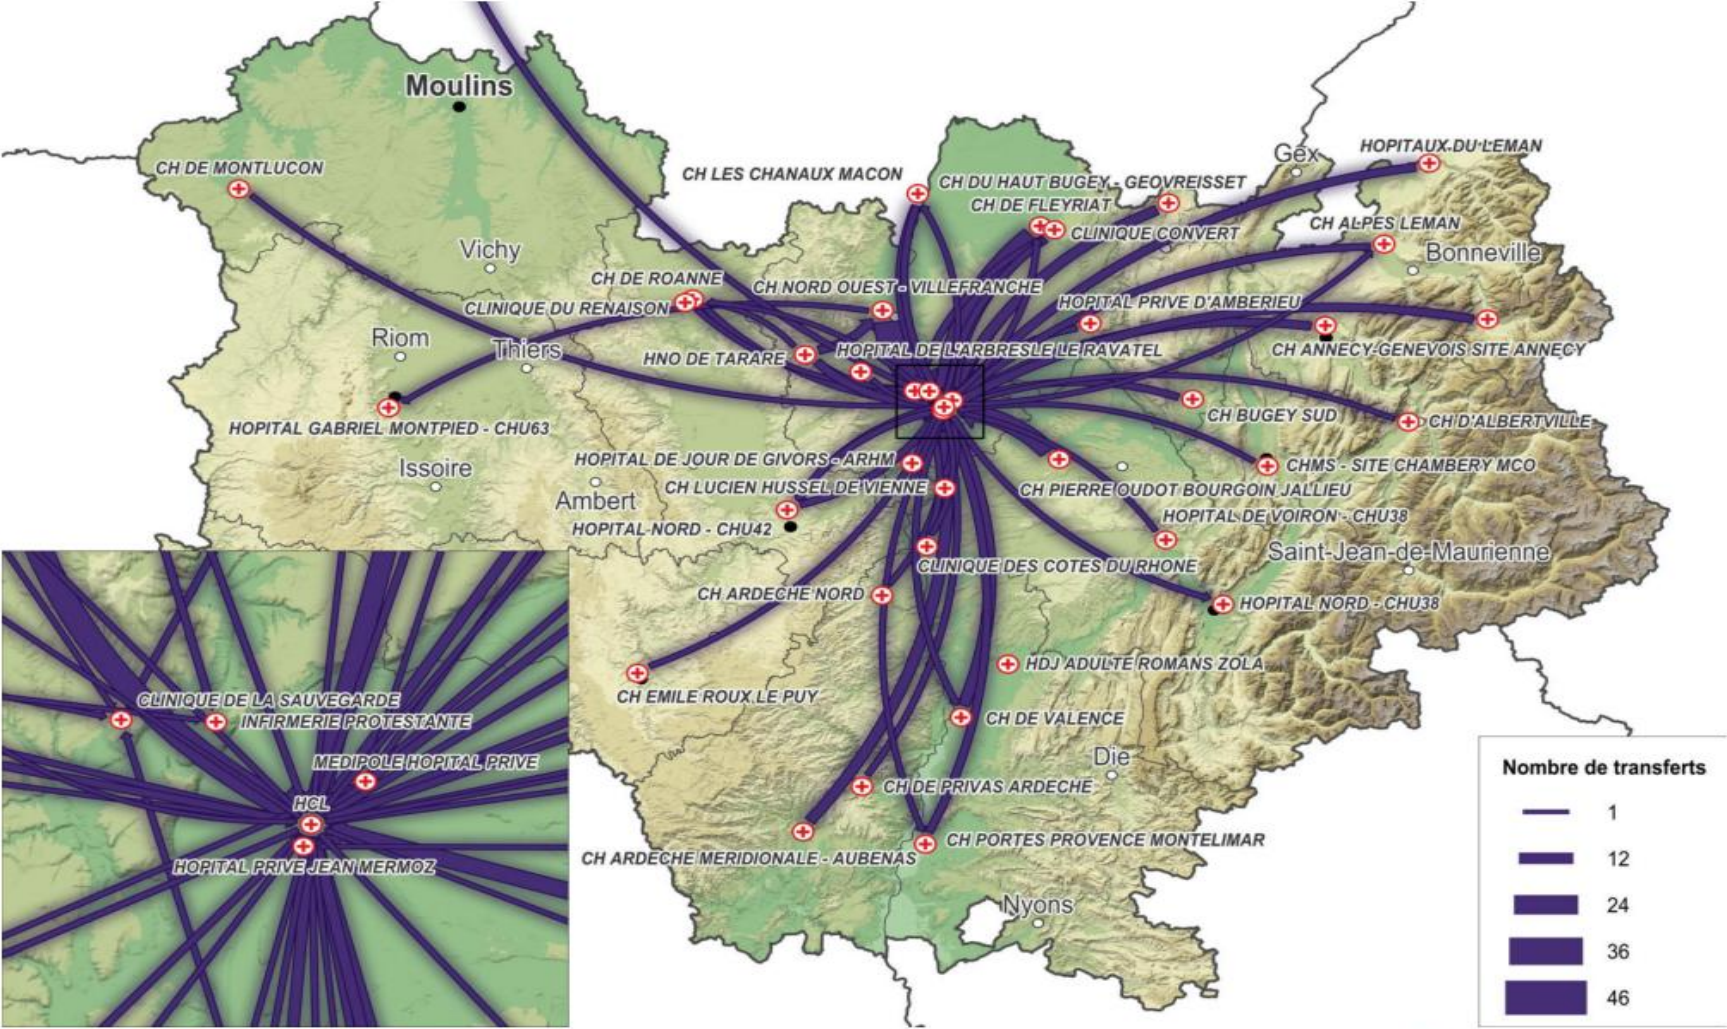 Moulins
HOPITAUX DU LEMAN
Gex
CH DE MONTLUCON
CH LES CHANAUX MACON
CH DU HAUT BUGEY - GEOVREISSET
CH DE FLEYRIAT
CLINIQUE CONVERT
CH ALPES LEMAN
Bonneville
Vichy
CH DE ROANNE
CH NORD OUEST - VILLEFRANCHE
CLINIQUE DU RENAISON
HOPITAL PRIVE D'AMBERIEU
Riom
Thiers
HNO DE TARARE
HOPITAL DE L'ARBRESLE LE RAVATEL
CH ANNECY-GENEVOIS SITE ANNECY
CH BUGEY SUD
CH D'ALBERTVILLE
HOPITAL GABRIEL MONTPIED - CHU63
Issoire
HOPITAL DE JOUR DE GIVORS - ARHM
CHMS - SITE CHAMBERY MCO
CH LUCIEN HUSSEL DE VIENNE
CH PIERRE OUDOT BOURGOIN JALLIEU
Ambert
HOPITAL NORD - CHU42
HOPITAL DE VOIRON - CHU38
Saint-Jean-de-Maurienne
CLINIQUE DES COTES DU RHONE
CH ARDECHE NORD
HOPITAL NORD - CHU38
HDJ ADULTE ROMANS ZOLA
CH EMILE ROUX LE PUY
CH DE VALENCE
Die
CH DE PRIVAS ARDECHE
CH PORTES PROVENCE MONTELIMAR
CH ARDECHE MERIDIONALE - AUBENAS
Nyons
CLINIQUE DE LA SAUVEGARDE
INFIRMERIE PROTESTANTE
MEDIPOLE HOPITAL PRIVE
HCL
HOPITAL PRIVE JEAN MERMOZ
Nombre de transferts
1
12
24
36
46